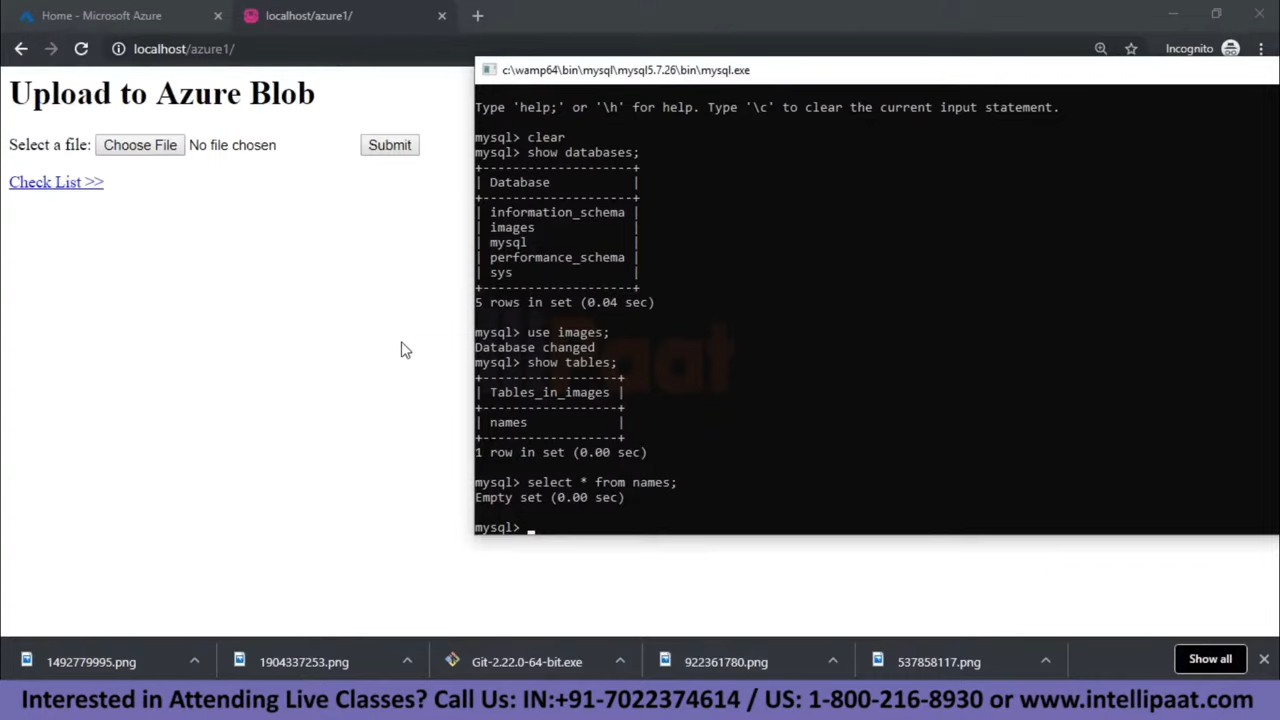 Home - Microsoft Azure
localhost/azure1/
localhost/azure1/
Incognito
Upload to Azure Blob
Select a file: Choose File No file chosen Submit
Check List >>
c:\wamp64\bin\mysql\mysql5.7.26\bin\mysql.exe
Type 'help;' or '\h' for help. Type '\c' to clear the current input statement.
mysql> clear
mysql> show databases;
+--------------------+
| Database           |
+--------------------+
| information_schema |
| images             |
| mysql              |
| performance_schema |
| sys                |
+--------------------+
5 rows in set (0.04 sec)
mysql> use images;
Database changed
mysql> show tables;
+------------------+
| Tables_in_images |
+------------------+
| names            |
+------------------+
1 row in set (0.00 sec)
mysql> select * from names;
Empty set (0.00 sec)
mysql> _
1492779995.png
1904337253.png
Git-2.22.0-64-bit.exe
922361780.png
537858117.png
Show all
Interested in Attending Live Classes? Call Us: IN:+91-7022374614 / US: 1-800-216-8930 or www.intellipaat.com